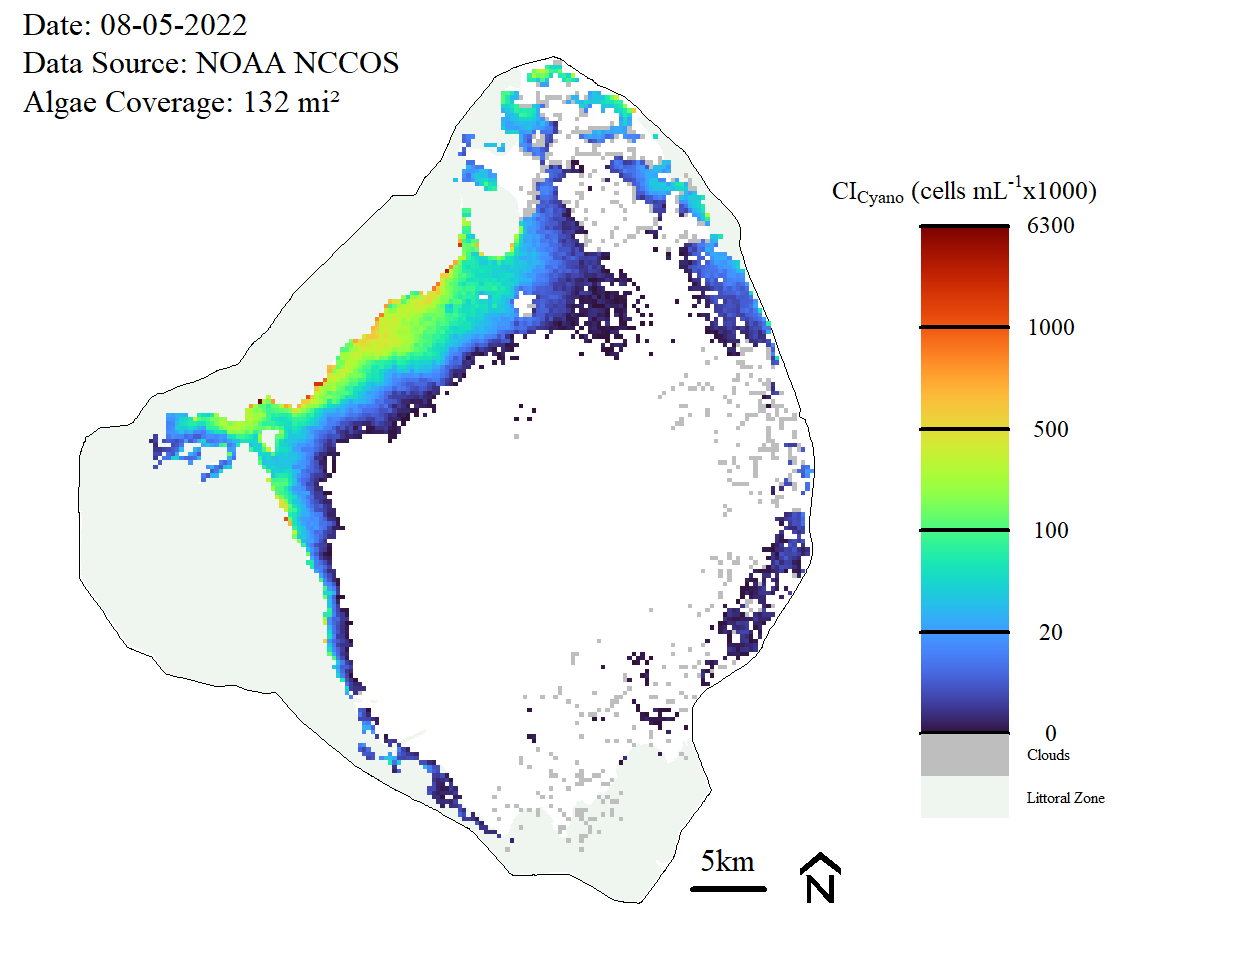 Date: 08-05-2022
Data Source: NOAA NCCOS
Algae Coverage: 132 mi²
CI_Cyano (cells mL⁻¹x1000)
6300
1000
500
100
20
0
Clouds
Littoral Zone
5km
N